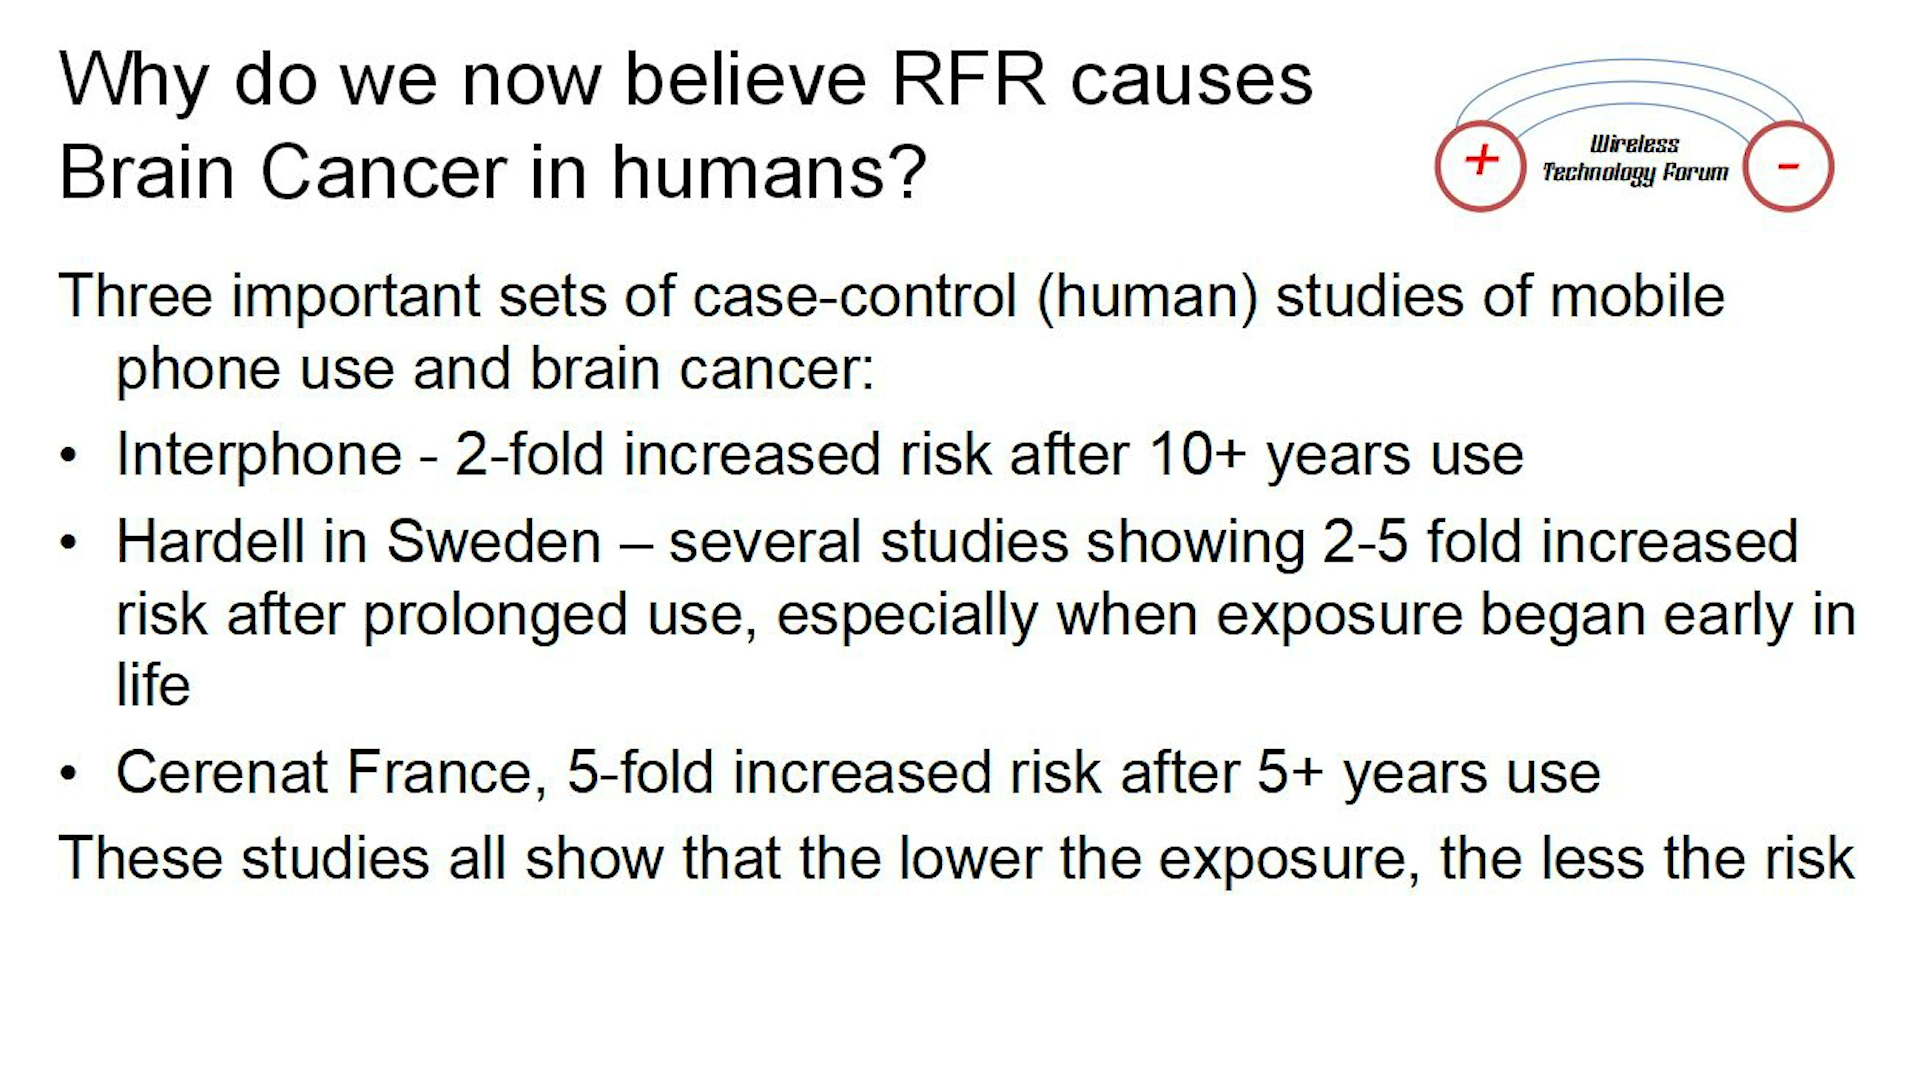 Why do we now believe RFR causes
Brain Cancer in humans?
+
Wireless
Technology Forum
-
Three important sets of case-control (human) studies of mobile
phone use and brain cancer:
• Interphone - 2-fold increased risk after 10+ years use
• Hardell in Sweden – several studies showing 2-5 fold increased
risk after prolonged use, especially when exposure began early in
life
• Cerenat France, 5-fold increased risk after 5+ years use
These studies all show that the lower the exposure, the less the risk